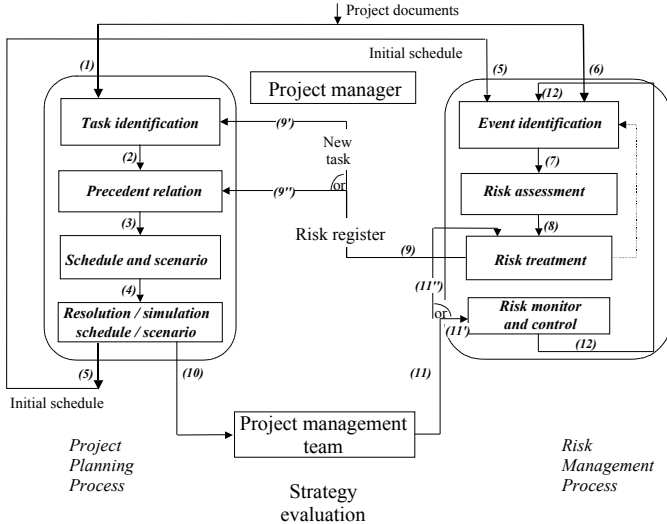 Project documents
Initial schedule
(1)
(5)
(6)
Project manager
(12)
Task identification
(9')
Event identification
(2)
New
task
(7)
or
Precedent relation
(9'')
Risk assessment
(3)
Risk register
(8)
Schedule and scenario
(9)
Risk treatment
(4)
(11'')
Resolution / simulation
schedule / scenario
or
(11')
Risk monitor
and control
(5)
(10)
(11)
(12)
Initial schedule
Project management
team
Project
Planning
Process
Risk
Management
Process
Strategy
evaluation